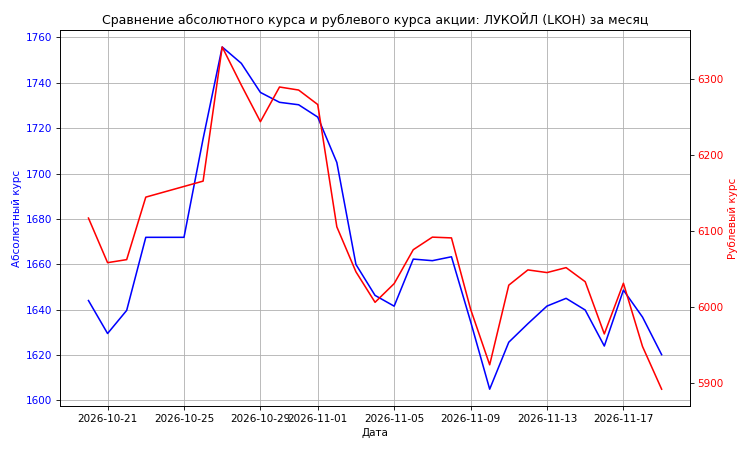 Сравнение абсолютного курса и рублевого курса акции: ЛУКОЙЛ (LKOH) за месяц
1760
1740
1720
1700
1680
1660
1640
1620
1600
Абсолютный курс
6300
6200
6100
6000
5900
Рублевый курс
2026-10-21 2026-10-25 2026-10-29 2026-11-01 2026-11-05 2026-11-09 2026-11-13 2026-11-17
Дата